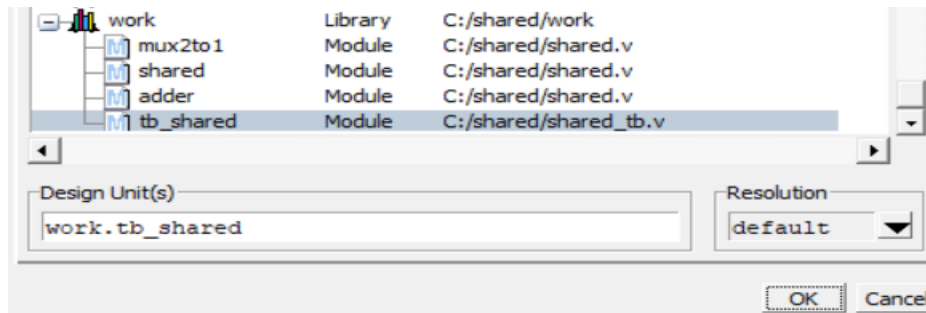 work Library C:/shared/work
mux2to1 Module C:/shared/shared.v
shared Module C:/shared/shared.v
adder Module C:/shared/shared.v
tb_shared Module C:/shared/shared_tb.v
Design Unit(s) Resolution
work.tb_shared default
OK Cancel